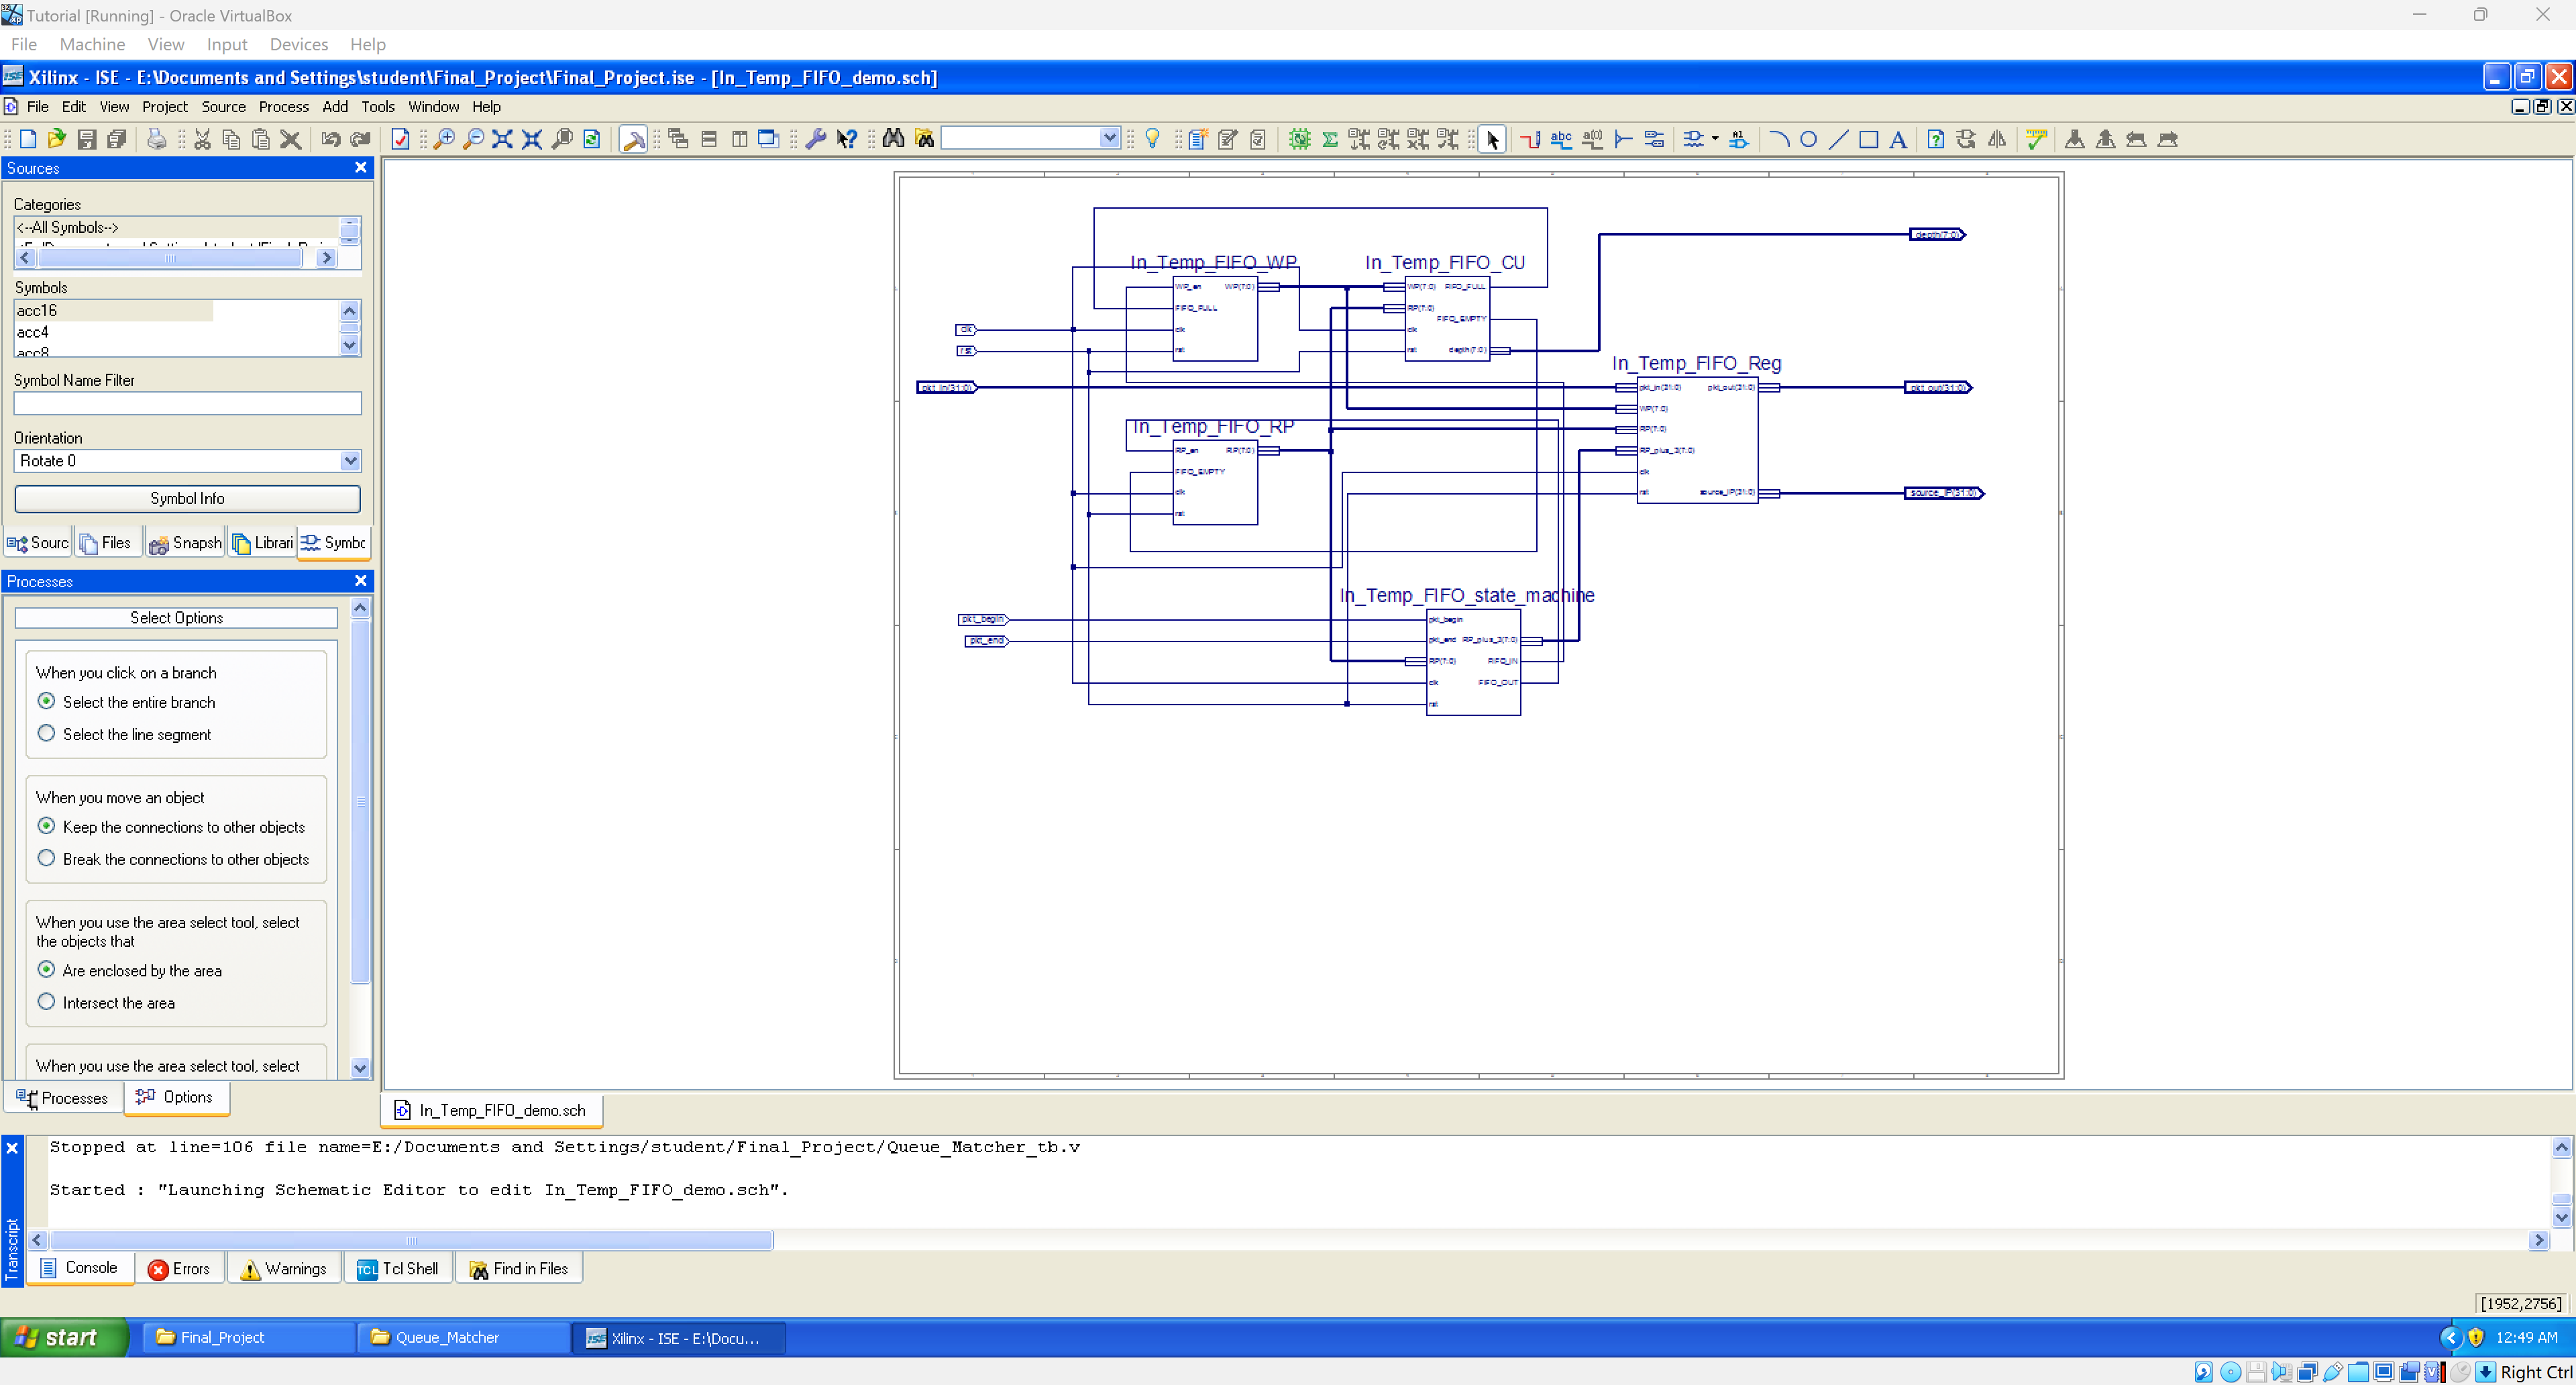 Tutorial [Running] - Oracle VirtualBox
File Machine View Input Devices Help
Xilinx - ISE - E:\Documents and Settings\student\Final_Project\Final_Project.ise - [In_Temp_FIFO_demo.sch]
File Edit View Project Source Process Add Tools Window Help
Sources
Categories
<--All Symbols-->
Symbols
acc16
acc4
acc8
Symbol Name Filter
Orientation
Rotate 0
Symbol Info
Sourc Files Snapsh Librari Symbc
Processes
Select Options
When you click on a branch
Select the entire branch
Select the line segment
When you move an object
Keep the connections to other objects
Break the connections to other objects
When you use the area select tool, select
the objects that
Are enclosed by the area
Intersect the area
When you use the area select tool, select
Processes Options
depth(7:0)
In_Temp_FIFO_WP In_Temp_FIFO_CU
WP_en WP(7:0)
FIFO_FULL
clk
rst
WP(7:0) FIFO_FULL
RP(7:0)
FIFO_EMPTY
clk
rst depth(7:0)
clk
rst
pkt_in(31:0)
In_Temp_FIFO_Reg
pkt_in(31:0) pkt_out(31:0)
WP(7:0)
RP(7:0)
RP_plus_2(7:0)
clk
rst source_IP(31:0)
pkt_out(31:0)
source_IP(31:0)
In_Temp_FIFO_RP
RP_en RP(7:0)
FIFO_EMPTY
clk
rst
In_Temp_FIFO_state_machine
pkt_begin
pkt_end
pkt_begin
pkt_end RP_plus_2(7:0)
RP(7:0) FIFO_IN
clk FIFO_OUT
rst
In_Temp_FIFO_demo.sch
Stopped at line=106 file name=E:/Documents and Settings/student/Final_Project/Queue_Matcher_tb.v
Started : "Launching Schematic Editor to edit In_Temp_FIFO_demo.sch".
Transcript
Console Errors Warnings Tcl Shell Find in Files
[1952,2756]
start Final_Project Queue_Matcher Xilinx - ISE - E:\Docu... 12:49 AM
Right Ctrl